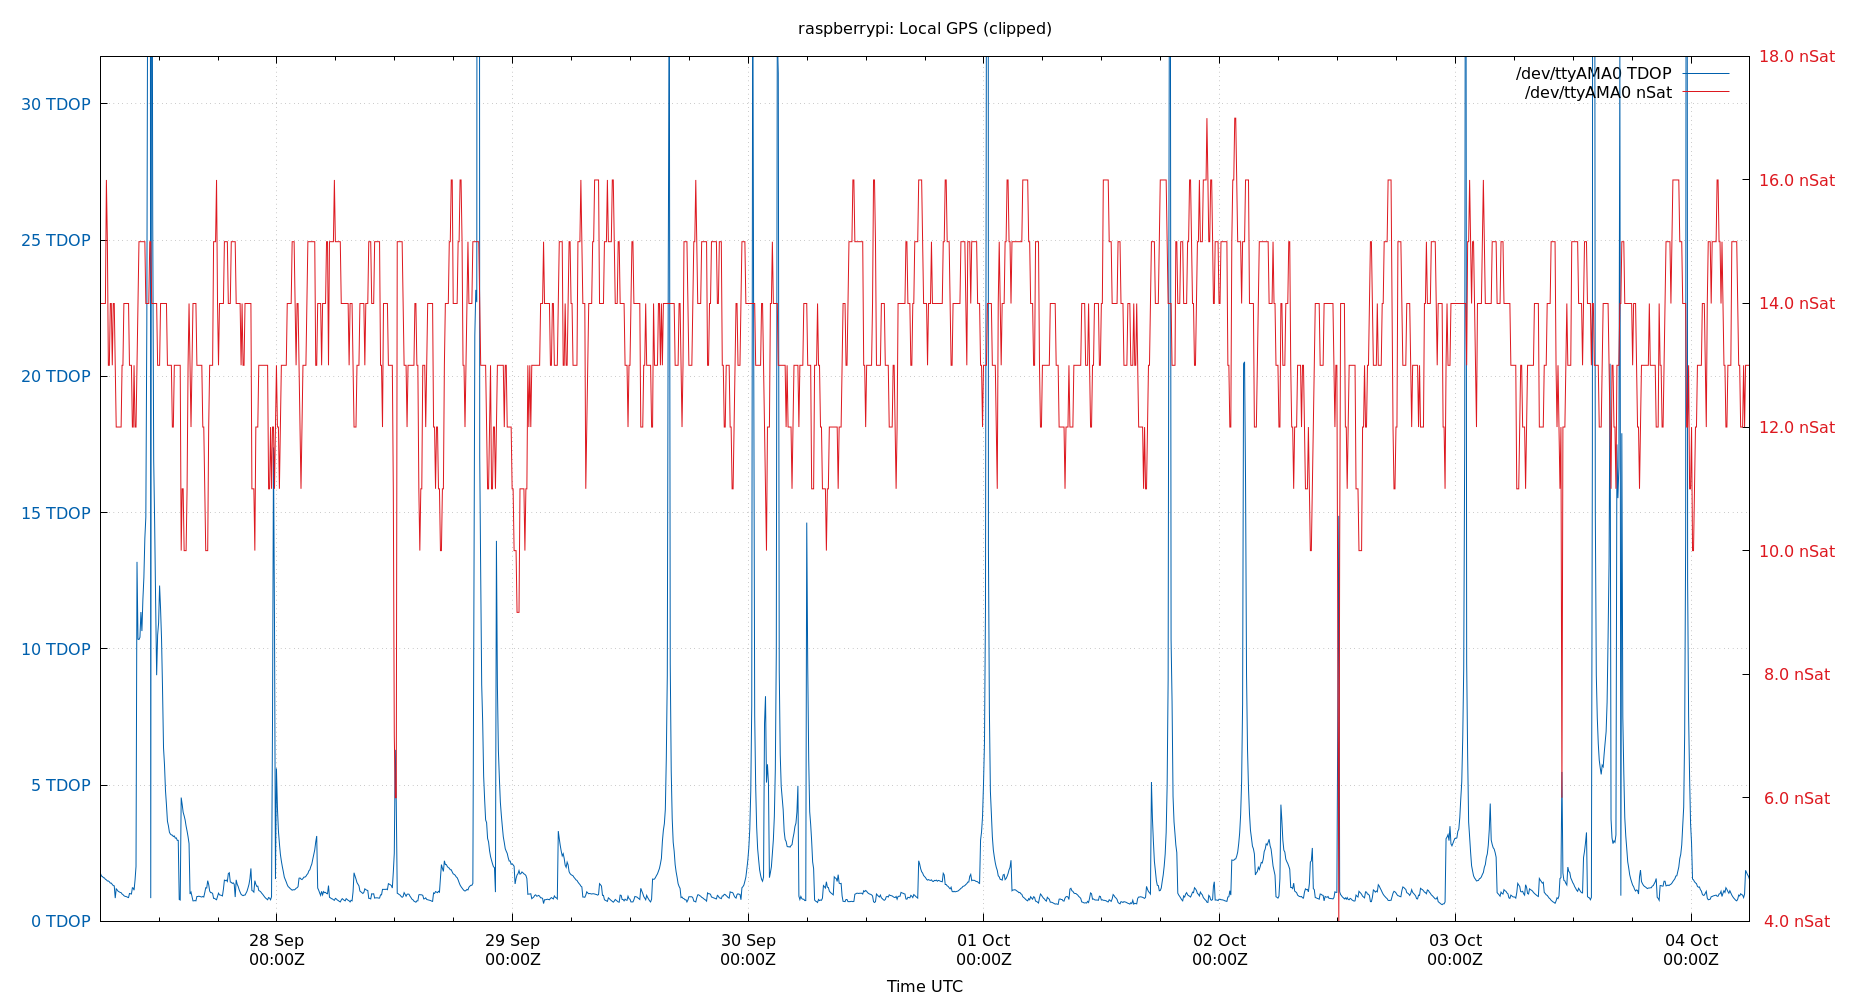 raspberrypi: Local GPS (clipped)
18.0 nSat
/dev/ttyAMA0 TDOP
/dev/ttyAMA0 nSat
30 TDOP
16.0 nSat
25 TDOP
14.0 nSat
20 TDOP
12.0 nSat
15 TDOP
10.0 nSat
10 TDOP
8.0 nSat
5 TDOP
6.0 nSat
0 TDOP
4.0 nSat
28 Sep
00:00Z
29 Sep
00:00Z
30 Sep
00:00Z
01 Oct
00:00Z
02 Oct
00:00Z
03 Oct
00:00Z
04 Oct
00:00Z
Time UTC